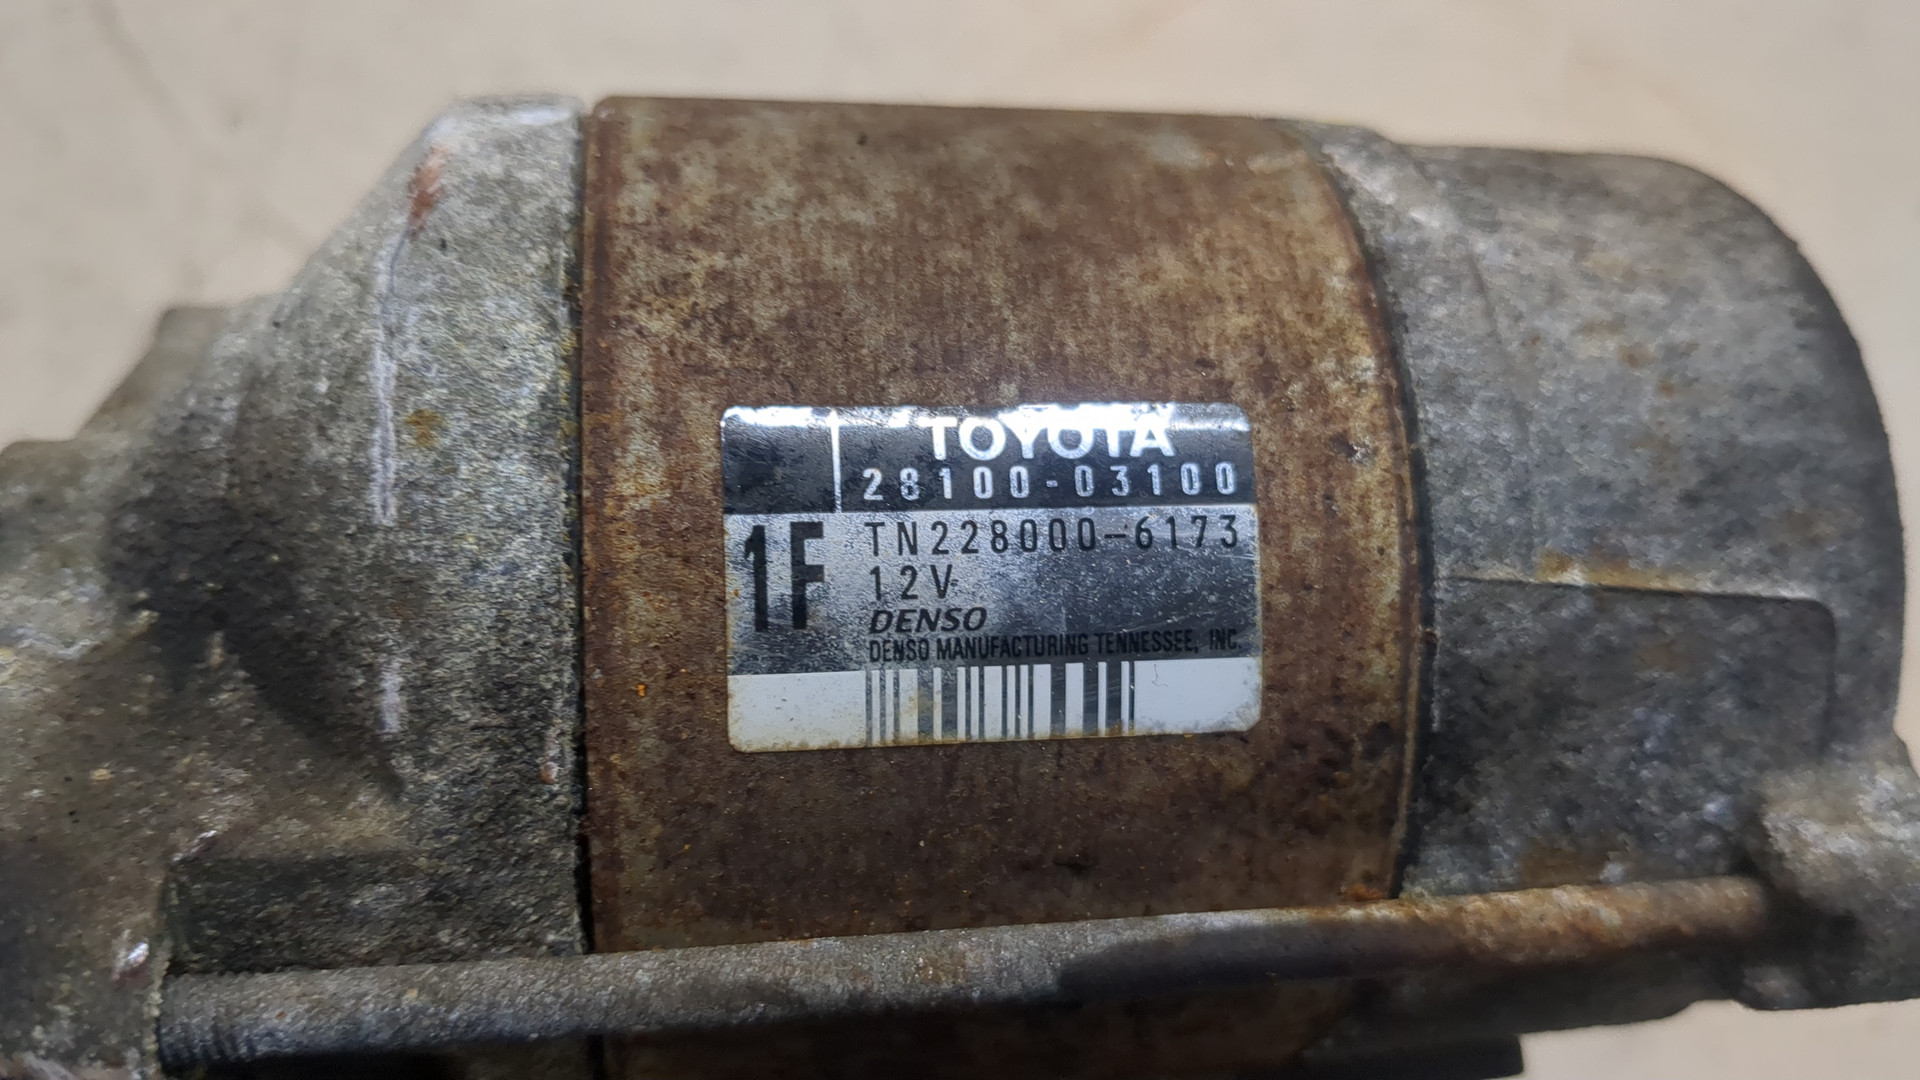 TOYOTA
28100-03100
1F
TN228000-6173
12V
DENSO
DENSO MANUFACTURING TENNESSEE, INC.